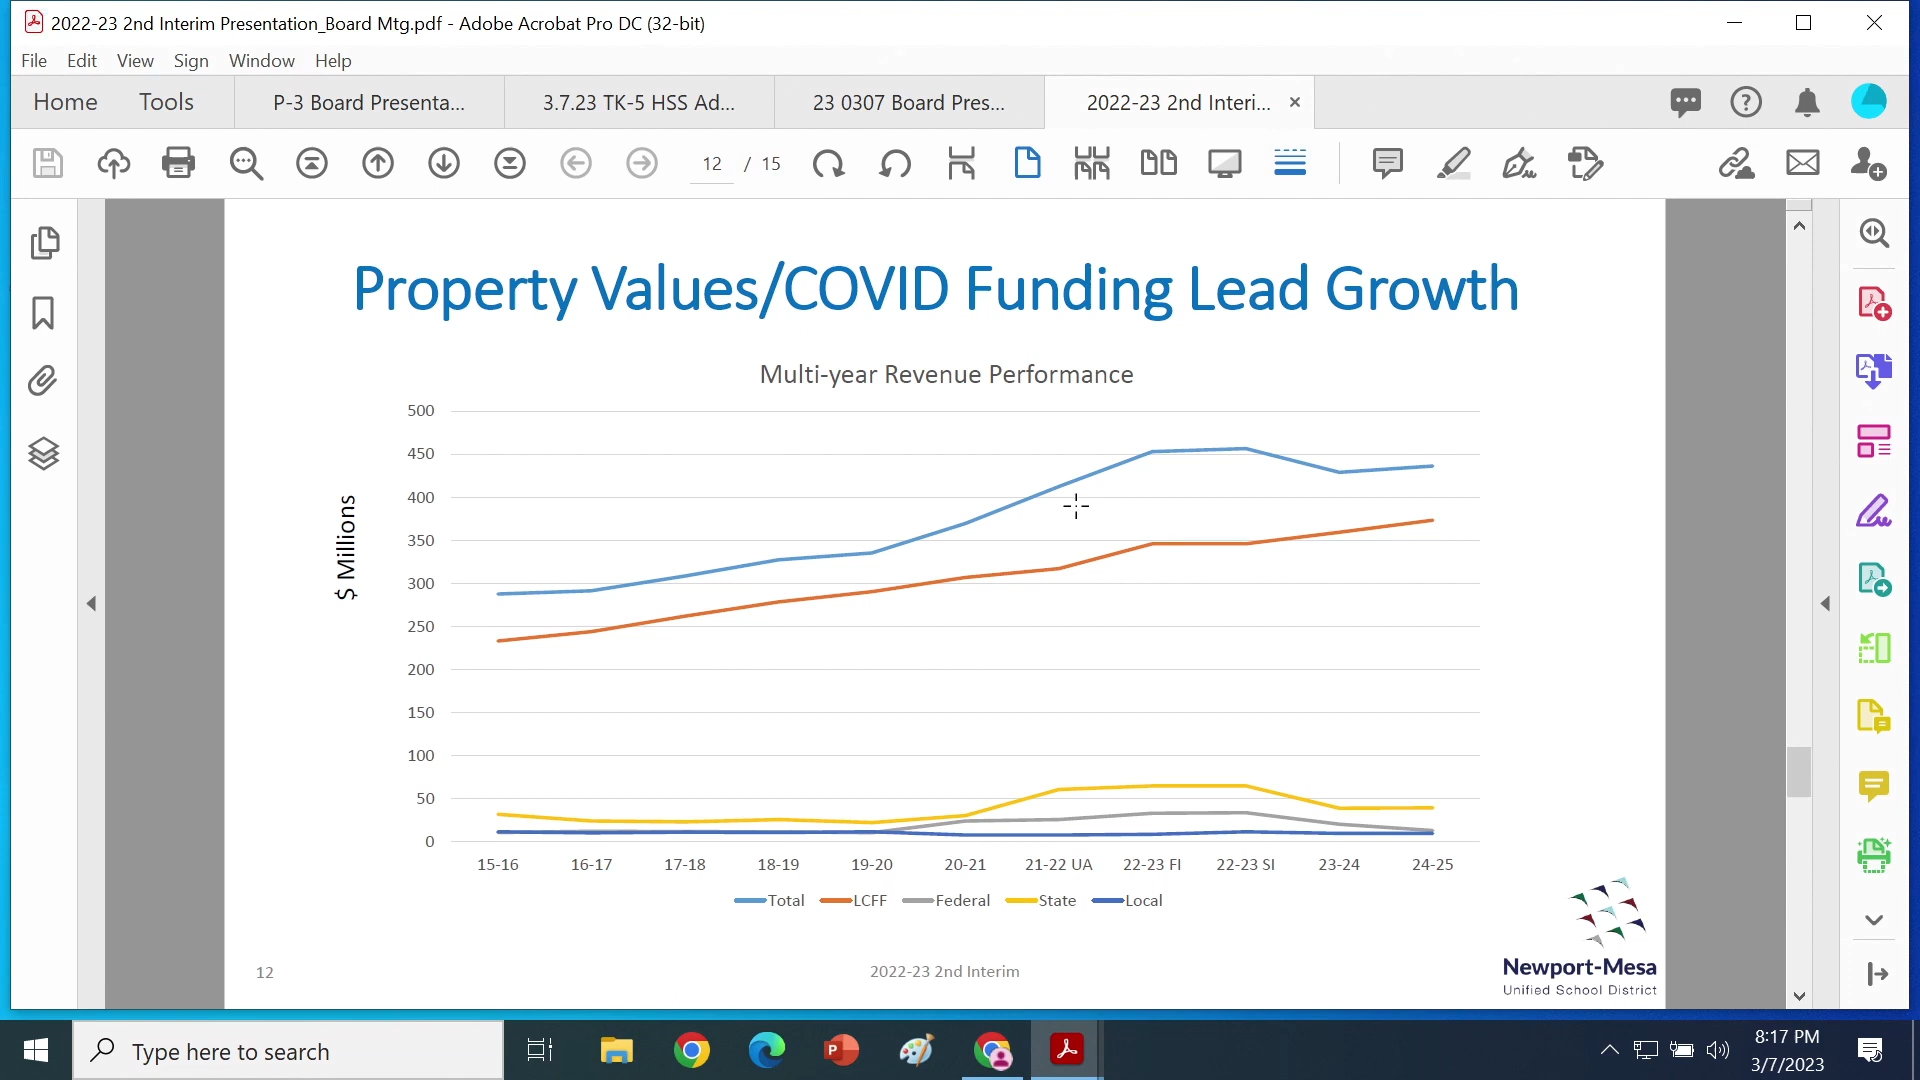 2022-23 2nd Interim Presentation_Board Mtg.pdf - Adobe Acrobat Pro DC (32-bit)
File Edit View Sign Window Help
Home Tools P-3 Board Presenta... 3.7.23 TK-5 HSS Ad... 23 0307 Board Pres... 2022-23 2nd Interi...
12 / 15
Property Values/COVID Funding Lead Growth
Multi-year Revenue Performance
$ Millions
500
450
400
350
300
250
200
150
100
50
0
15-16 16-17 17-18 18-19 19-20 20-21 21-22 UA 22-23 FI 22-23 SI 23-24 24-25
Total LCFF Federal State Local
12
2022-23 2nd Interim
Newport-Mesa
Unified School District
Type here to search
8:17 PM
3/7/2023